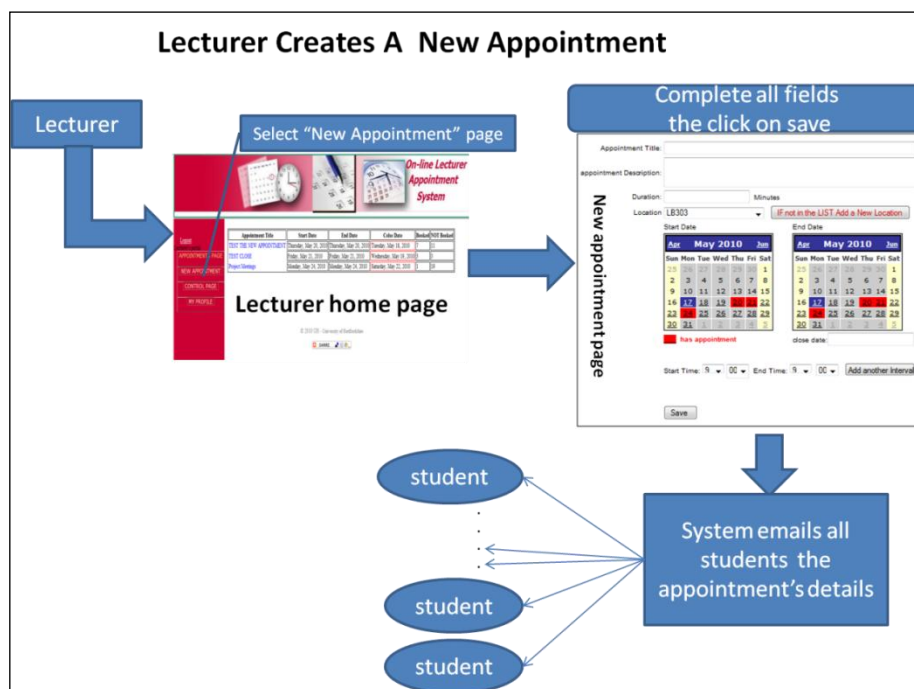 Lecturer Creates A New Appointment
Lecturer
Select "New Appointment" page
Complete all fields
the click on save
On-line Lecturer
Appointment
System
Appointment Title Start Date End Date Booked NOT Booked
TEST THE NEW APPOINTMENT
TEST CLOSE
Project Meetings
APPOINTMENTS PAGE
NEW APPOINTMENT
CONTROL PAGE
MY PROFILE
Lecturer home page
New appointment page
Appointment Title:
appointment Description:
Duration: Minutes
Location LB303 IF not in the LIST Add a New Location
Start Date End Date
Apr May 2010 Jun Apr May 2010 Jun
Sun Mon Tue Wed Thu Fri Sat Sun Mon Tue Wed Thu Fri Sat
25 26 27 28 29 30 1 25 26 27 28 29 30 1
2 3 4 5 6 7 8 2 3 4 5 6 7 8
9 10 11 12 13 14 15 9 10 11 12 13 14 15
16 17 18 19 20 21 22 16 17 18 19 20 21 22
23 24 25 26 27 28 29 23 24 25 26 27 28 29
30 31 1 2 3 4 5 30 31 1 2 3 4 5
has appointment close date:
Start Time: 9 00 End Time: 9 00 Add another Interval
Save
System emails all
students the
appointment's details
student
student
student